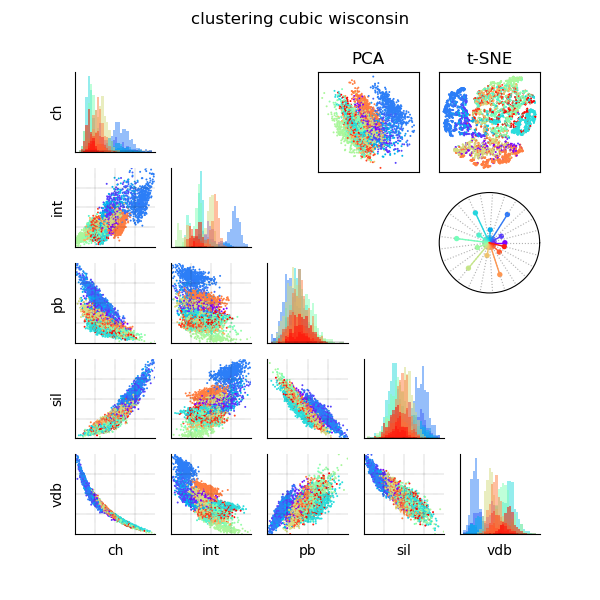 clustering cubic wisconsin
PCA
t-SNE
ch
int
pb
sil
vdb
ch
int
pb
sil
vdb